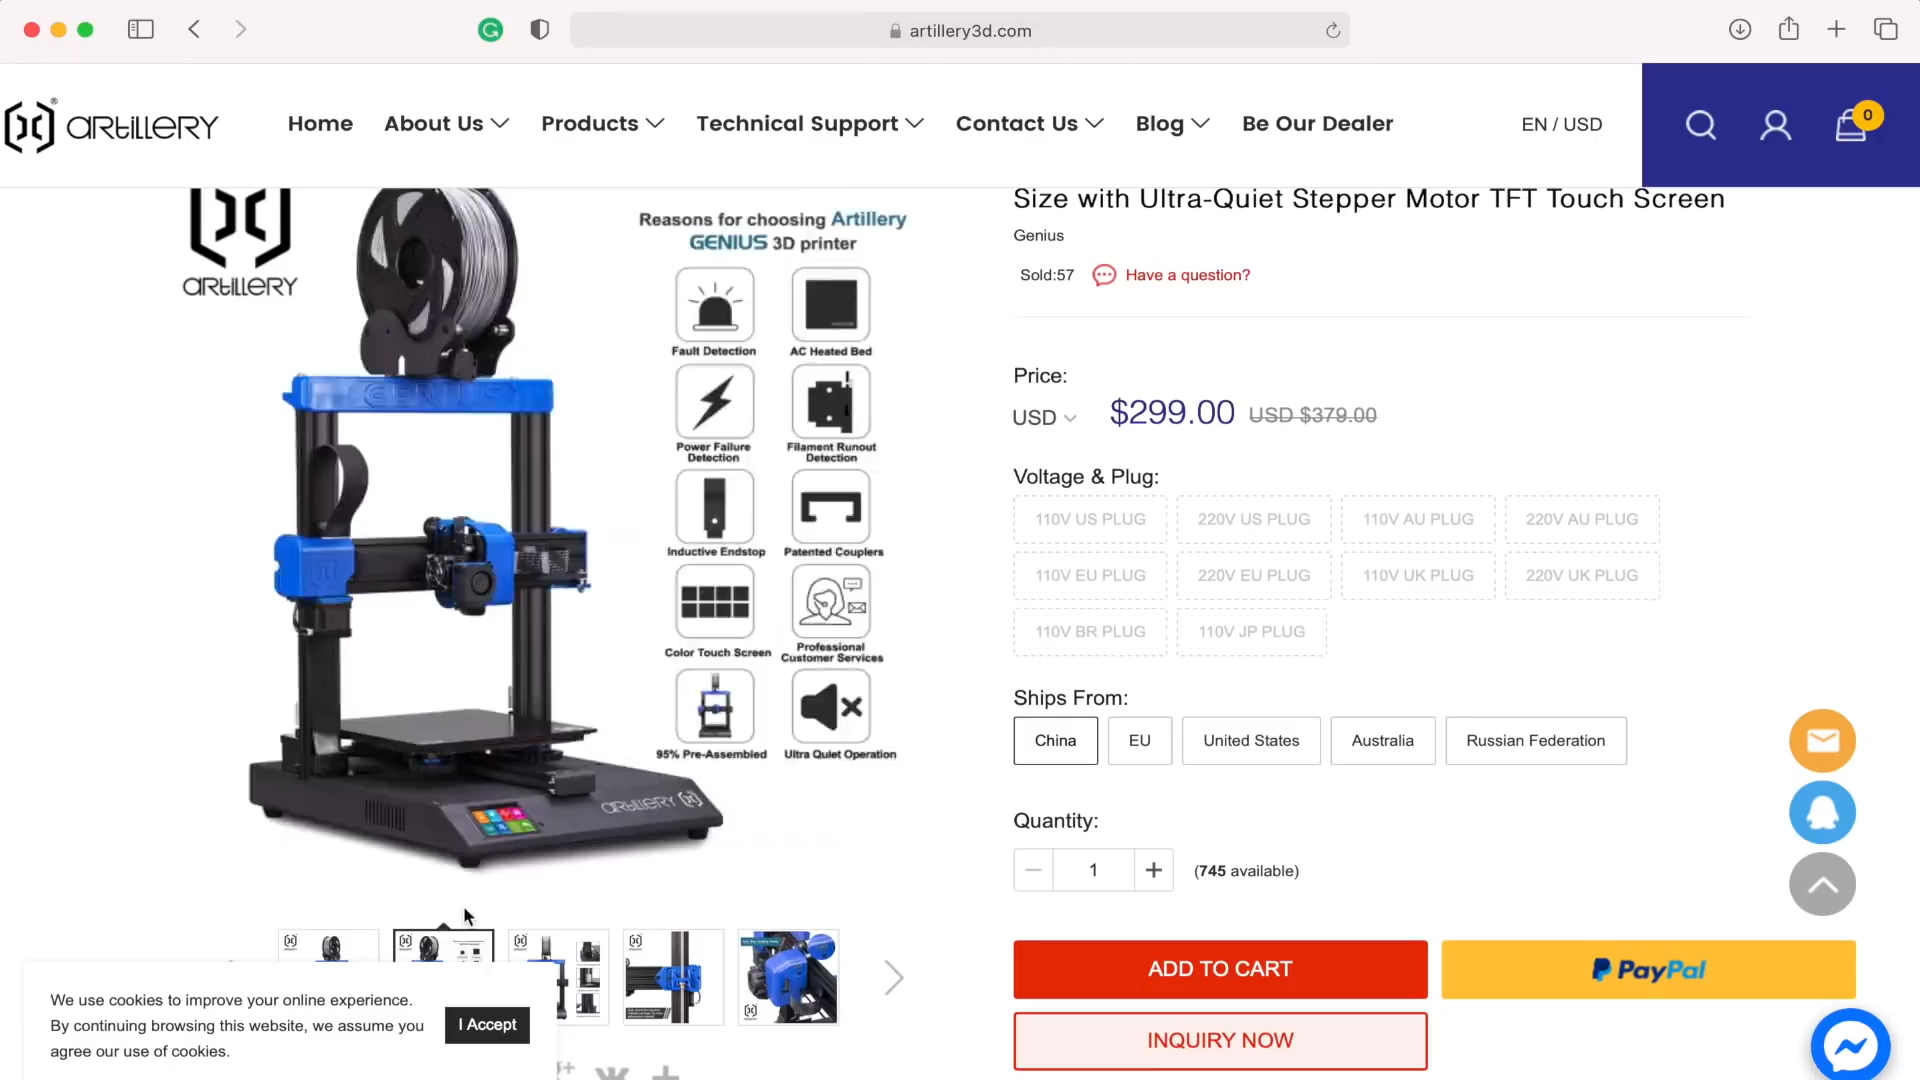 artillery3d.com
ARTILLERY
Home
About Us
Products
Technical Support
Contact Us
Blog
Be Our Dealer
EN / USD
0
ARTILLERY
Reasons for choosing Artillery
GENIUS 3D printer
Fault Detection
AC Heated Bed
Power Failure
Detection
Filament Runout
Detection
Inductive Endstop
Patented Couplers
Color Touch Screen
Professional
Customer Services
95% Pre-Assembled
Ultra Quiet Operation
GENIUS
ARTILLERY
Size with Ultra-Quiet Stepper Motor TFT Touch Screen
Genius
Sold:57
Have a question?
Price:
USD
$299.00
USD $379.00
Voltage & Plug:
110V US PLUG
220V US PLUG
110V AU PLUG
220V AU PLUG
110V EU PLUG
220V EU PLUG
110V UK PLUG
220V UK PLUG
110V BR PLUG
110V JP PLUG
Ships From:
China
EU
United States
Australia
Russian Federation
Quantity:
1
(745 available)
ADD TO CART
PayPal
INQUIRY NOW
We use cookies to improve your online experience.
By continuing browsing this website, we assume you
agree our use of cookies.
I Accept